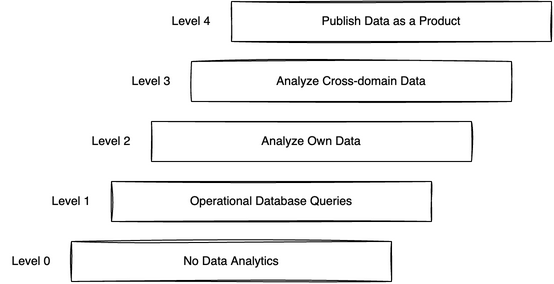 Level 4 Publish Data as a Product
Level 3 Analyze Cross-domain Data
Level 2 Analyze Own Data
Level 1 Operational Database Queries
Level 0 No Data Analytics